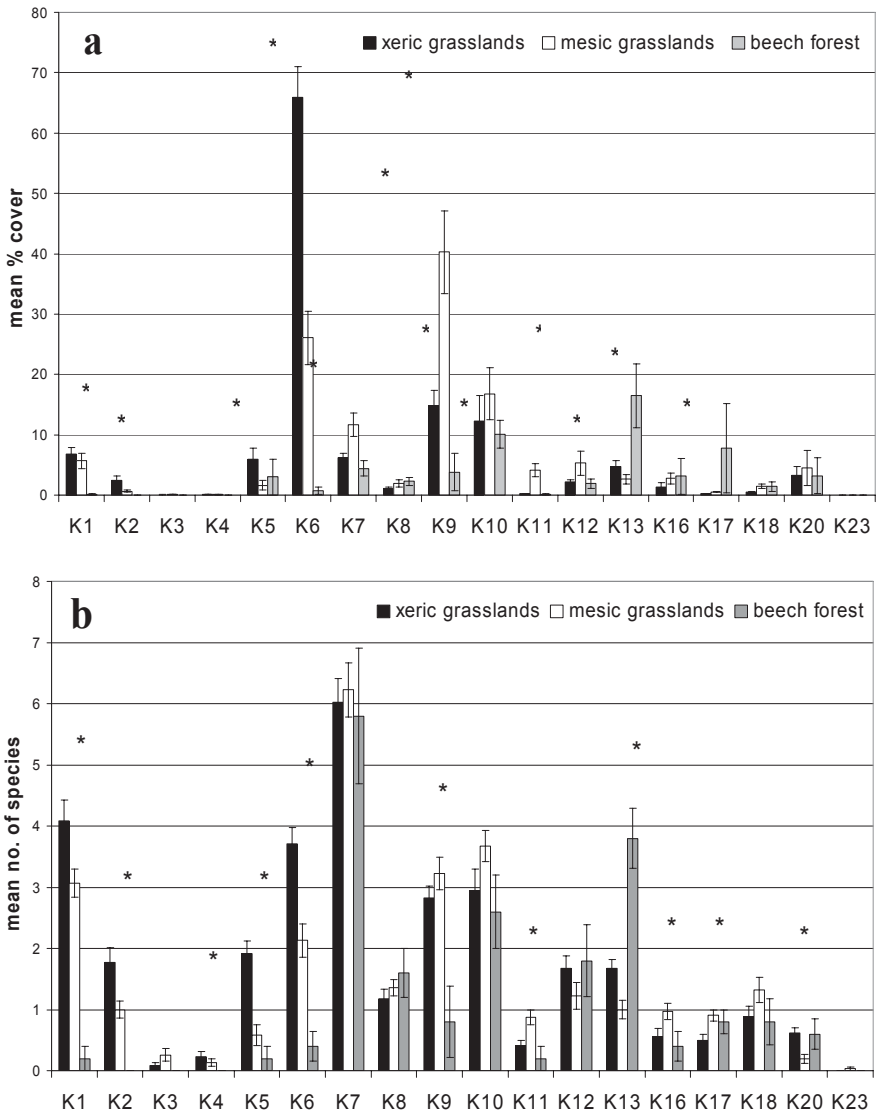 a
xeric grasslands mesic grasslands beech forest
mean % cover
80
70
60
50
40
30
20
10
0
K1 K2 K3 K4 K5 K6 K7 K8 K9 K10 K11 K12 K13 K16 K17 K18 K20 K23
* * * * * * * * * * * * *
b
xeric grasslands mesic grasslands beech forest
mean no. of species
8
7
6
5
4
3
2
1
0
K1 K2 K3 K4 K5 K6 K7 K8 K9 K10 K11 K12 K13 K16 K17 K18 K20 K23
* * * * * * * * * * *